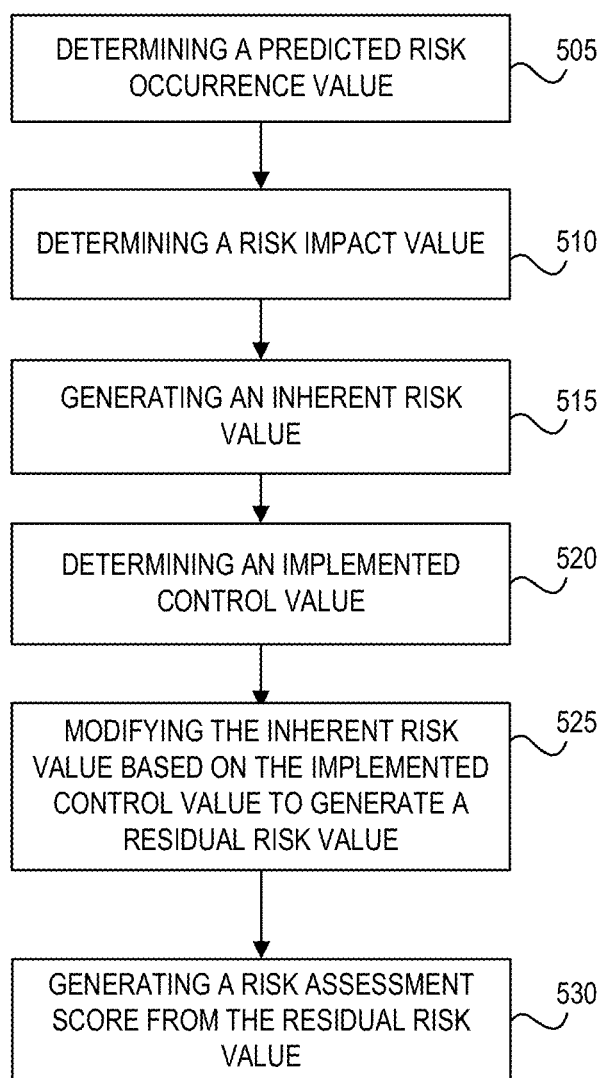 DETERMINING A PREDICTED RISK
OCCURRENCE VALUE
505
DETERMINING A RISK IMPACT VALUE
510
GENERATING AN INHERENT RISK
VALUE
515
DETERMINING AN IMPLEMENTED
CONTROL VALUE
520
MODIFYING THE INHERENT RISK
VALUE BASED ON THE IMPLEMENTED
CONTROL VALUE TO GENERATE A
RESIDUAL RISK VALUE
525
GENERATING A RISK ASSESSMENT
SCORE FROM THE RESIDUAL RISK
VALUE
530